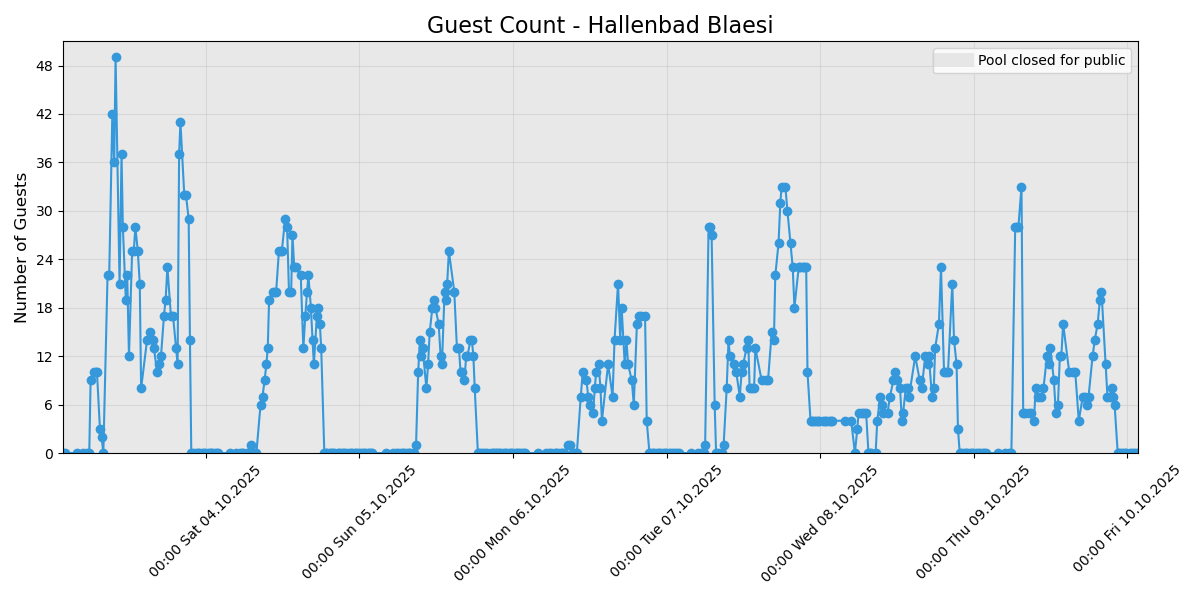 Guest Count - Hallenbad Blaesi
Pool closed for public
Number of Guests
48
42
36
30
24
18
12
6
0
00:00 Sat 04.10.2025
00:00 Sun 05.10.2025
00:00 Mon 06.10.2025
00:00 Tue 07.10.2025
00:00 Wed 08.10.2025
00:00 Thu 09.10.2025
00:00 Fri 10.10.2025